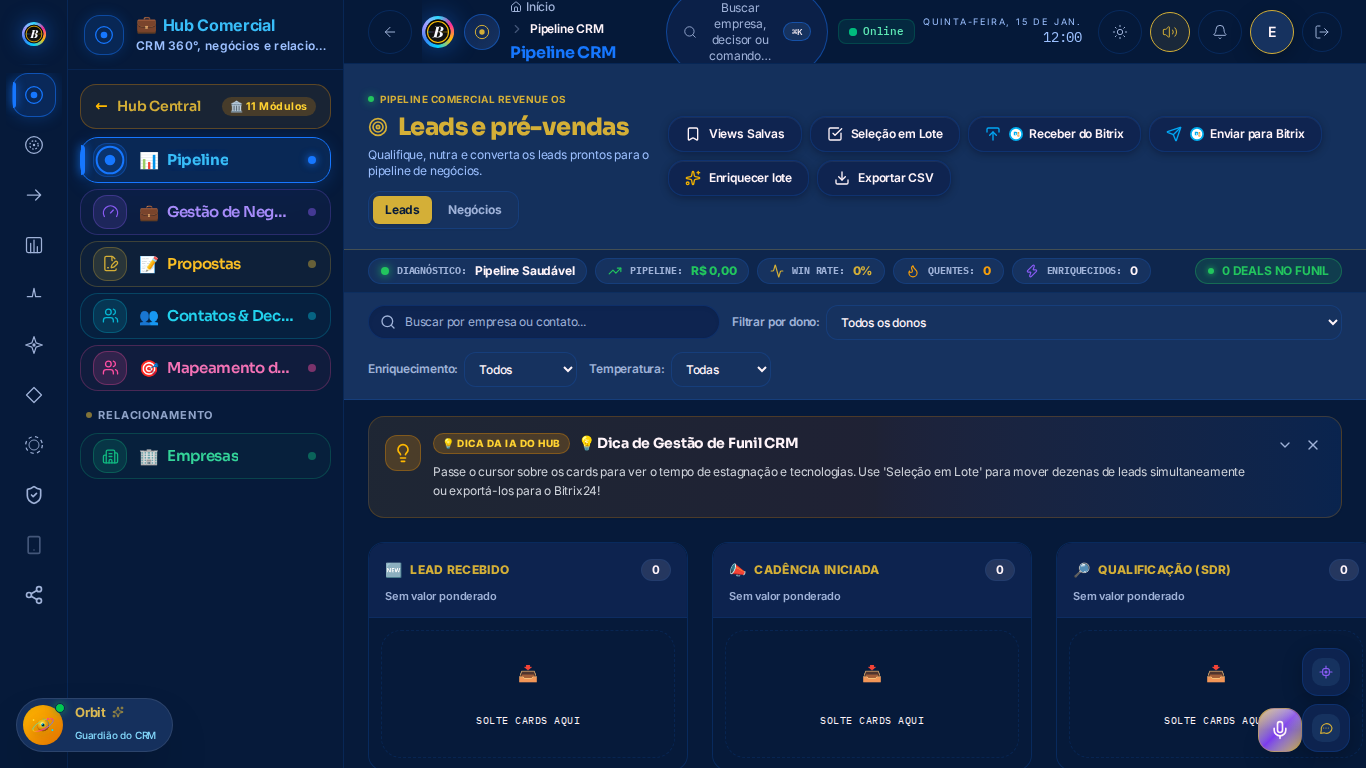 B
💼 Hub Comercial
CRM 360°, negócios e relacio...
← Hub Central
🏛️ 11 Módulos
📊 Pipeline
💼 Gestão de Neg...
📝 Propostas
👥 Contatos & Dec...
🎯 Mapeamento d...
RELACIONAMENTO
🏢 Empresas
Orbit
Guardião do CRM
B
Início
Pipeline CRM
Pipeline CRM
Buscar
empresa,
decisor ou
comando...
⌘K
Online
QUINTA-FEIRA, 15 DE JAN.
12:00
E
PIPELINE COMERCIAL REVENUE OS
Leads e pré-vendas
Qualifique, nutra e converta os leads prontos para o
pipeline de negócios.
Leads
Negócios
Views Salvas
Seleção em Lote
Receber do Bitrix
Enviar para Bitrix
Enriquecer lote
Exportar CSV
DIAGNÓSTICO: Pipeline Saudável
PIPELINE: R$ 0,00
WIN RATE: 0%
QUENTES: 0
ENRIQUECIDOS: 0
0 DEALS NO FUNIL
Buscar por empresa ou contato...
Filtrar por dono:
Todos os donos
Enriquecimento:
Todos
Temperatura:
Todas
💡 DICA DA IA DO HUB
💡 Dica de Gestão de Funil CRM
Passe o cursor sobre os cards para ver o tempo de estagnação e tecnologias. Use 'Seleção em Lote' para mover dezenas de leads simultaneamente
ou exportá-los para o Bitrix24!
🆕 LEAD RECEBIDO
0
Sem valor ponderado
SOLTE CARDS AQUI
📣 CADÊNCIA INICIADA
0
Sem valor ponderado
SOLTE CARDS AQUI
🔎 QUALIFICAÇÃO (SDR)
0
Sem valor ponderado
SOLTE CARDS